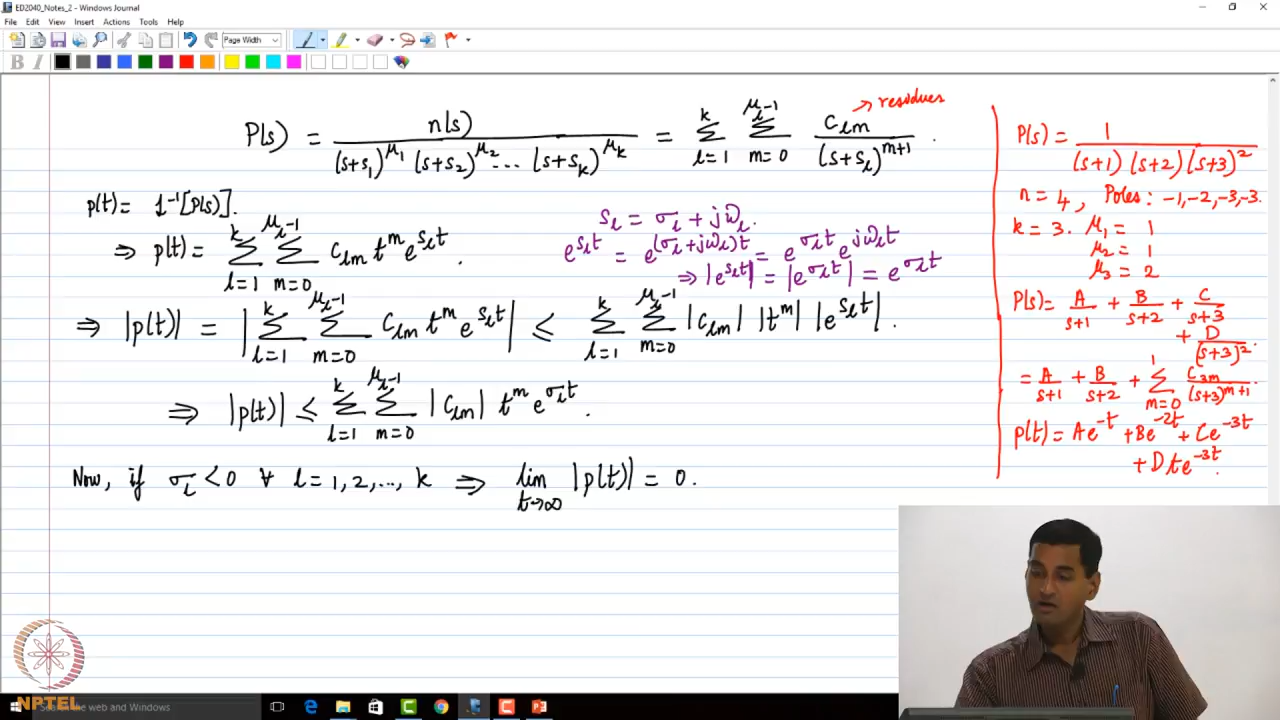 ED2040_Notes_2 - Windows Journal
File Edit View Insert Actions Tools Help
Page Width
B I
P(s) = n(s) / (s+s₁)^μ₁ (s+s₂)^μ₂ ... (s+s_k)^μ_k = Σ_{l=1}^{k} Σ_{m=0}^{μ_l-1} c_lm / (s+s_l)^{m+1} .
→ residues
p(t) = L⁻¹[P(s)].
⇒ p(t) = Σ_{l=1}^{k} Σ_{m=0}^{μ_l-1} c_lm t^m e^{s_l t} .
s_l = σ_l + jω_l.
e^{s_l t} = e^{(σ_l+jω_l)t} = e^{σ_l t} e^{jω_l t}
⇒ |e^{s_l t}| = |e^{σ_l t}| = e^{σ_l t}
⇒ |p(t)| = |Σ_{l=1}^{k} Σ_{m=0}^{μ_l-1} c_lm t^m e^{s_l t}| ≤ Σ_{l=1}^{k} Σ_{m=0}^{μ_l-1} |c_lm| |t^m| |e^{s_l t}| .
⇒ |p(t)| ≤ Σ_{l=1}^{k} Σ_{m=0}^{μ_l-1} |c_lm| t^m e^{σ_l t} .
Now, if σ_l < 0 ∀ l = 1, 2, ..., k ⇒ lim_{t→∞} |p(t)| = 0.
P(s) = 1 / (s+1) (s+2) (s+3)²
n = 4, Poles: -1, -2, -3, -3.
k = 3. μ₁ = 1
μ₂ = 1
μ₃ = 2
P(s) = A/(s+1) + B/(s+2) + C/(s+3)
+ D/(s+3)² .
= A/(s+1) + B/(s+2) + Σ_{m=0}^{1} C_3m/(s+3)^{m+1} .
p(t) = Ae^{-t} + Be^{-2t} + Ce^{-3t}
+ Dte^{-3t} .
NPTEL
the web and Windows